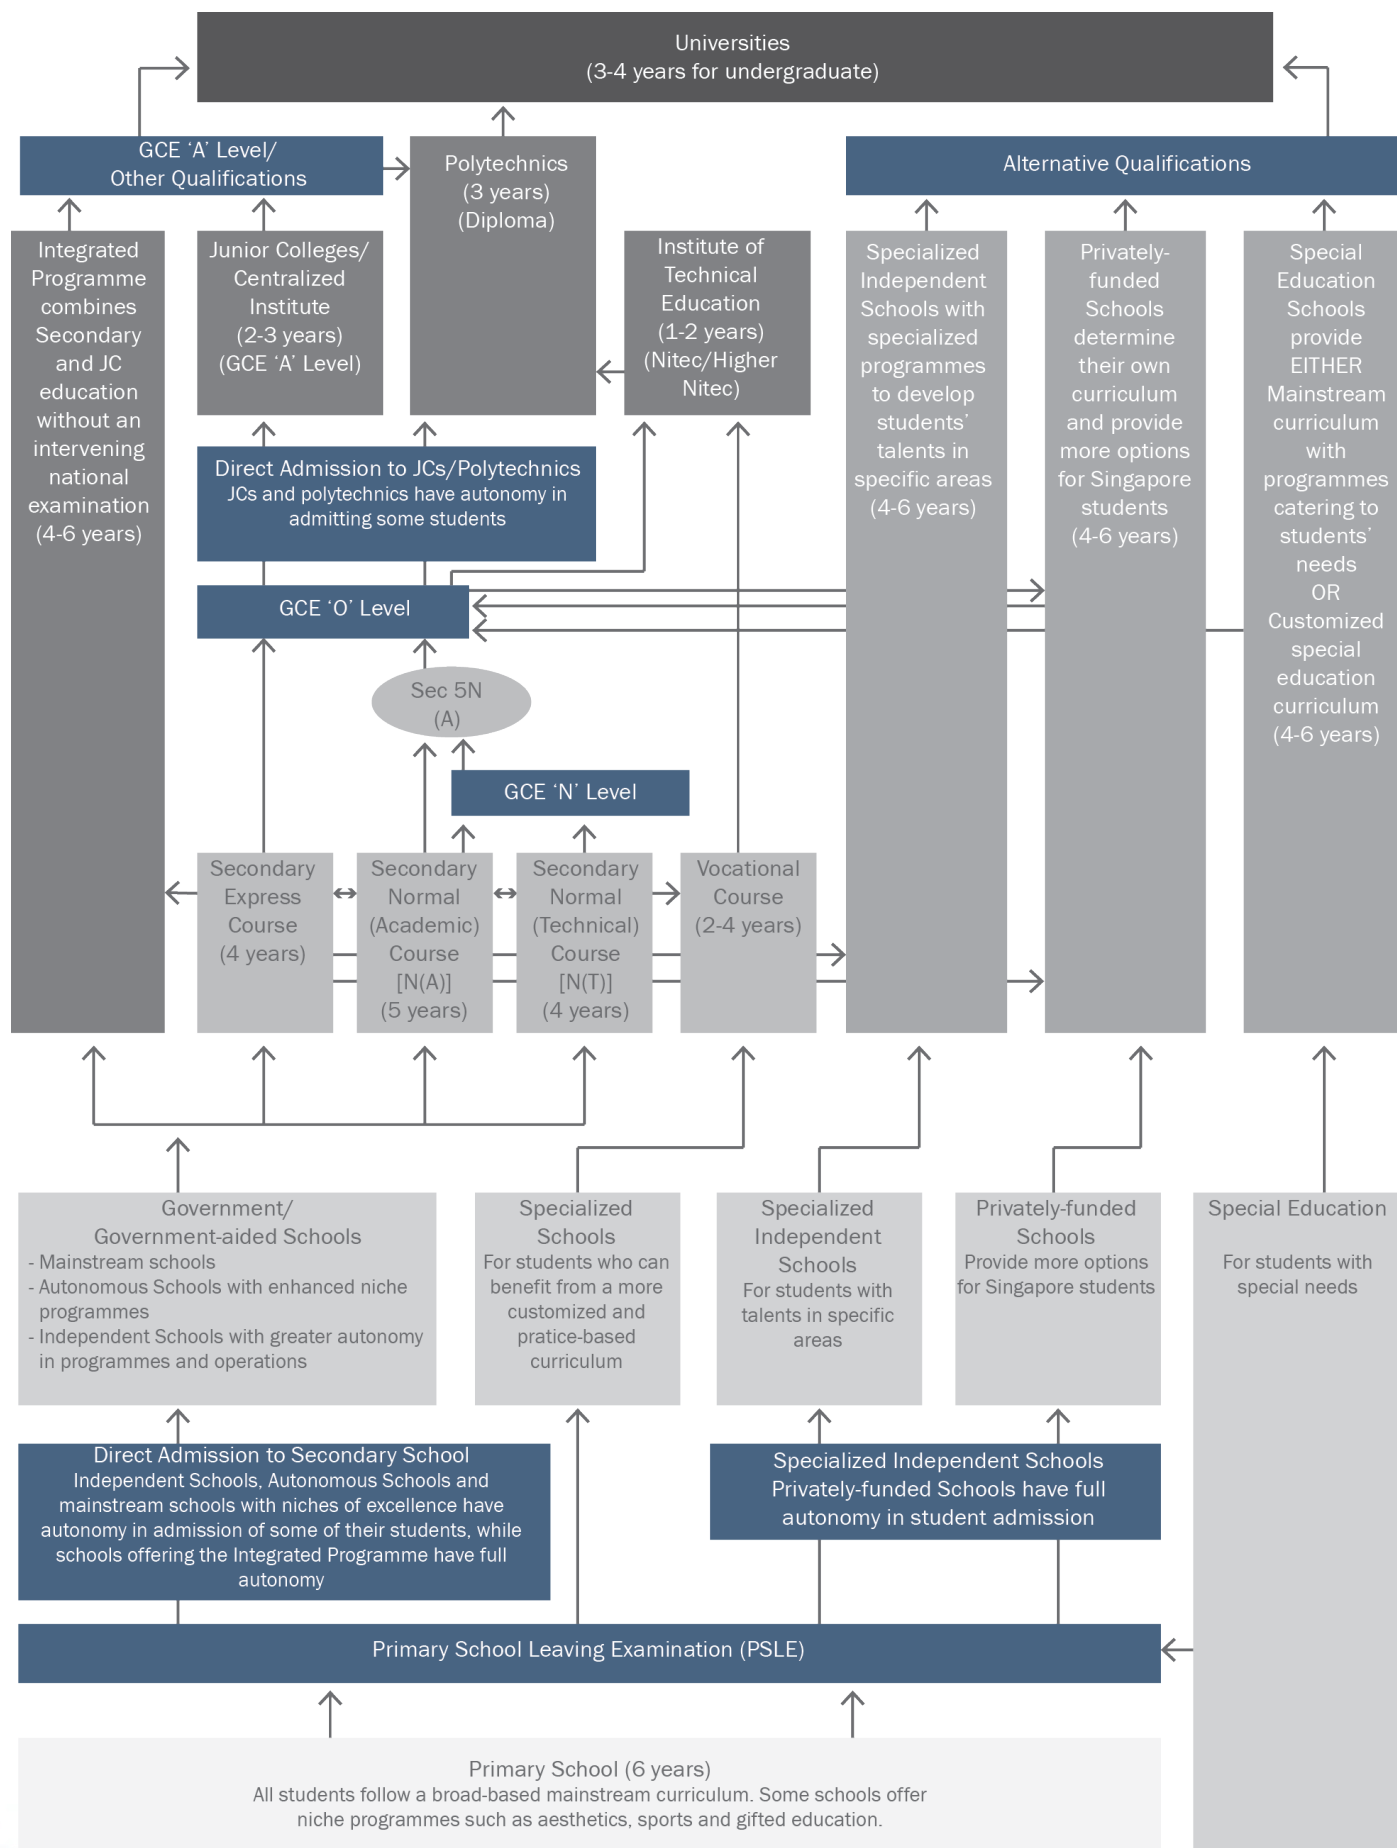 Universities
(3-4 years for undergraduate)
GCE ‘A’ Level/
Other Qualifications
Polytechnics
(3 years)
(Diploma)
Alternative Qualifications
Integrated
Programme
combines
Secondary
and JC
education
without an
intervening
national
examination
(4-6 years)
Junior Colleges/
Centralized
Institute
(2-3 years)
(GCE ‘A’ Level)
Institute of
Technical
Education
(1-2 years)
(Nitec/Higher
Nitec)
Specialized
Independent
Schools with
specialized
programmes
to develop
students’
talents in
specific areas
(4-6 years)
Privately-
funded
Schools
determine
their own
curriculum
and provide
more options
for Singapore
students
(4-6 years)
Special
Education
Schools
provide
EITHER
Mainstream
curriculum
with
programmes
catering to
students’
needs
OR
Customized
special
education
curriculum
(4-6 years)
Direct Admission to JCs/Polytechnics
JCs and polytechnics have autonomy in
admitting some students
GCE ‘O’ Level
Sec 5N
(A)
GCE ‘N’ Level
Secondary
Express
Course
(4 years)
Secondary
Normal
(Academic)
Course
[N(A)]
(5 years)
Secondary
Normal
(Technical)
Course
[N(T)]
(4 years)
Vocational
Course
(2-4 years)
Government/
Government-aided Schools
- Mainstream schools
- Autonomous Schools with enhanced niche
programmes
- Independent Schools with greater autonomy
in programmes and operations
Specialized
Schools
For students who can
benefit from a more
customized and
pratice-based
curriculum
Specialized
Independent
Schools
For students with
talents in specific
areas
Privately-funded
Schools
Provide more options
for Singapore students
Special Education
For students with
special needs
Direct Admission to Secondary School
Independent Schools, Autonomous Schools and
mainstream schools with niches of excellence have
autonomy in admission of some of their students, while
schools offering the Integrated Programme have full
autonomy
Specialized Independent Schools
Privately-funded Schools have full
autonomy in student admission
Primary School Leaving Examination (PSLE)
Primary School (6 years)
All students follow a broad-based mainstream curriculum. Some schools offer
niche programmes such as aesthetics, sports and gifted education.